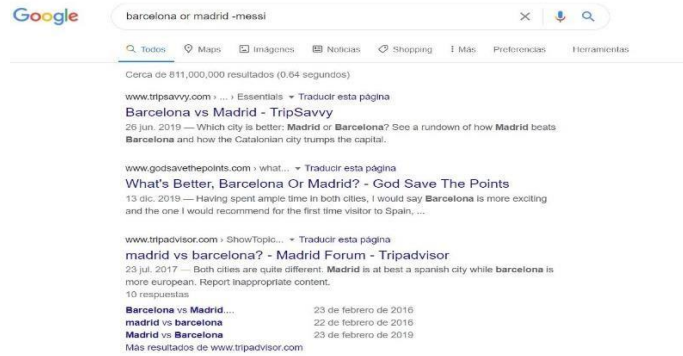 Google
barcelona or madrid -messi
Todos Maps Imágenes Noticias Shopping Más Preferencias Herramientas
Cerca de 811,000,000 resultados (0.64 segundos)
www.tripsavvy.com › ... › Essentials ▾ Traducir esta página
Barcelona vs Madrid - TripSavvy
26 jun. 2019 — Which city is better: Madrid or Barcelona? See a rundown of how Madrid beats
Barcelona and how the Catalonian city trumps the capital.
www.godsavethepoints.com › what... ▾ Traducir esta página
What's Better, Barcelona Or Madrid? - God Save The Points
13 dic. 2019 — Having spent ample time in both cities, I would say Barcelona is more exciting
and the one I would recommend for the first time visitor to Spain, ...
www.tripadvisor.com › ShowTopic... ▾ Traducir esta página
madrid vs barcelona? - Madrid Forum - Tripadvisor
23 jul. 2017 — Both cities are quite different. Madrid is at best a spanish city while barcelona is
more european. Report inappropriate content.
10 respuestas
Barcelona vs Madrid.... 23 de febrero de 2016
madrid vs barcelona 22 de febrero de 2016
Madrid vs Barcelona 23 de febrero de 2019
Más resultados de www.tripadvisor.com